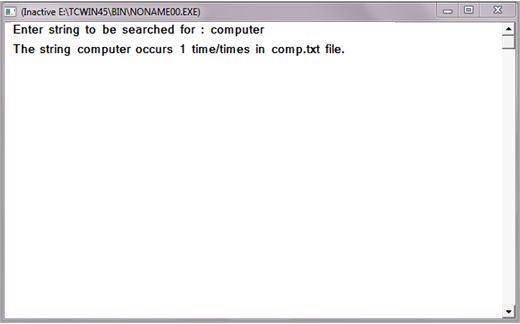 (Inactive E:\TCWIN45\BIN\NONAME00.EXE)
Enter string to be searched for : computer
The string computer occurs 1 time/times in comp.txt file.